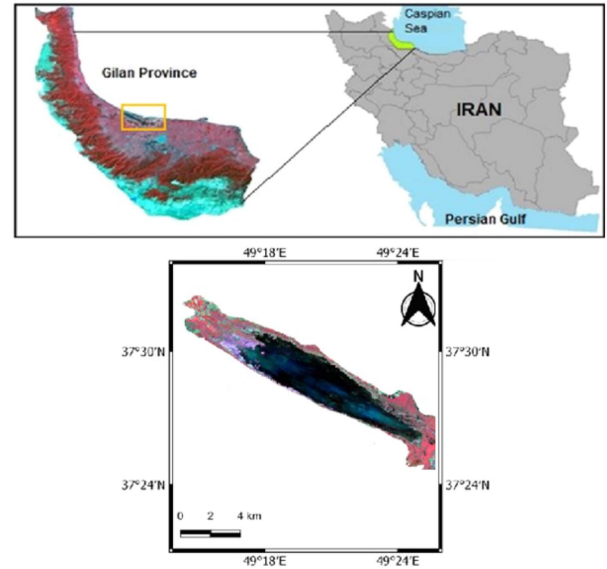 Caspian
Sea
Gilan Province
IRAN
Persian Gulf
49°18'E 49°24'E
N
37°30'N 37°30'N
37°24'N 37°24'N
0 2 4 km
49°18'E 49°24'E